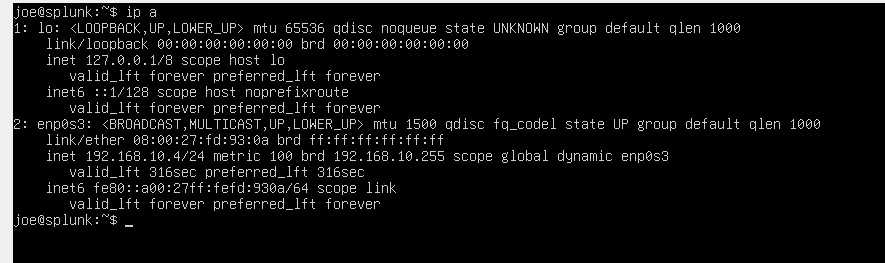 joe@splunk:~$ ip a
1: lo: <LOOPBACK,UP,LOWER_UP> mtu 65536 qdisc noqueue state UNKNOWN group default qlen 1000
    link/loopback 00:00:00:00:00:00 brd 00:00:00:00:00:00
    inet 127.0.0.1/8 scope host lo
       valid_lft forever preferred_lft forever
    inet6 ::1/128 scope host noprefixroute
       valid_lft forever preferred_lft forever
2: enp0s3: <BROADCAST,MULTICAST,UP,LOWER_UP> mtu 1500 qdisc fq_codel state UP group default qlen 1000
    link/ether 08:00:27:fd:93:0a brd ff:ff:ff:ff:ff:ff
    inet 192.168.10.4/24 metric 100 brd 192.168.10.255 scope global dynamic enp0s3
       valid_lft 316sec preferred_lft 316sec
    inet6 fe80::a00:27ff:fefd:930a/64 scope link
       valid_lft forever preferred_lft forever
joe@splunk:~$ _